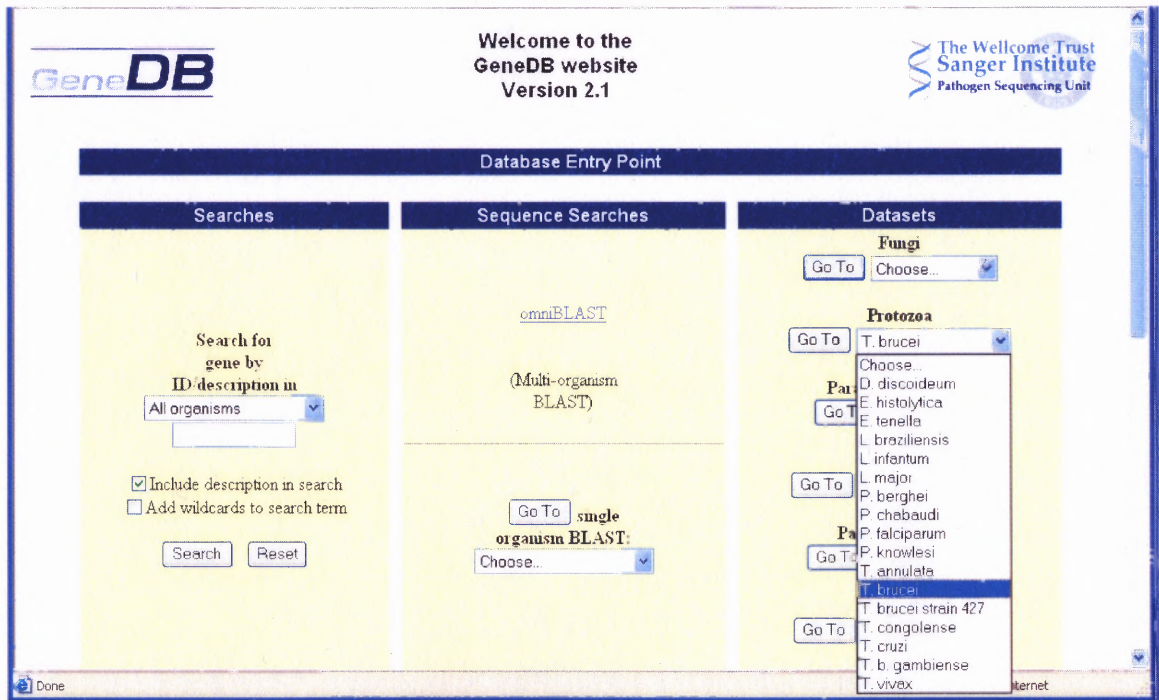 GeneDB
Welcome to the
GeneDB website
Version 2.1
The Wellcome Trust
Sanger Institute
Pathogen Sequencing Unit
Database Entry Point
Searches
Search for
gene by
ID/description in
All organisms
Include description in search
Add wildcards to search term
Search Reset
Sequence Searches
omniBLAST
(Multi-organism
BLAST)
Go To single
organism BLAST:
Choose...
Datasets
Fungi
Go To Choose...
Protozoa
Go To T. brucei
Choose...
D. discoideum
E. histolytica
E. tenella
L. braziliensis
L. infantum
L. major
P. berghei
P. chabaudi
P. falciparum
P. knowlesi
T. annulata
T. brucei
T. brucei strain 427
T. congolense
T. cruzi
T. b. gambiense
T. vivax
Par
Go T
Go To
Pa
Go To
Go To
Done
ternet